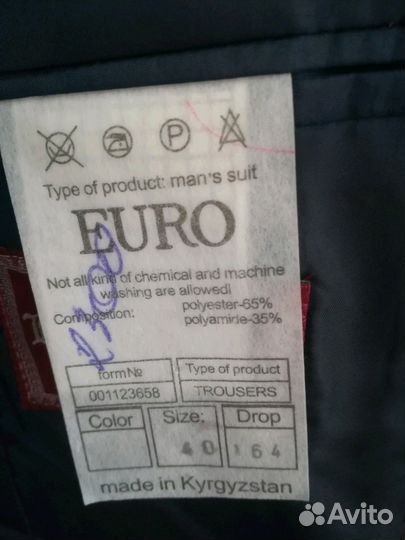 P
Type of product: man's suit
EURO
Not all kind of chemical and machine
washing are allowed!
Composition: polyester-65%
polyamide-35%
form№ Type of product
001123658 TROUSERS
Color Size: Drop
40 164
made in Kyrgyzstan
Avito